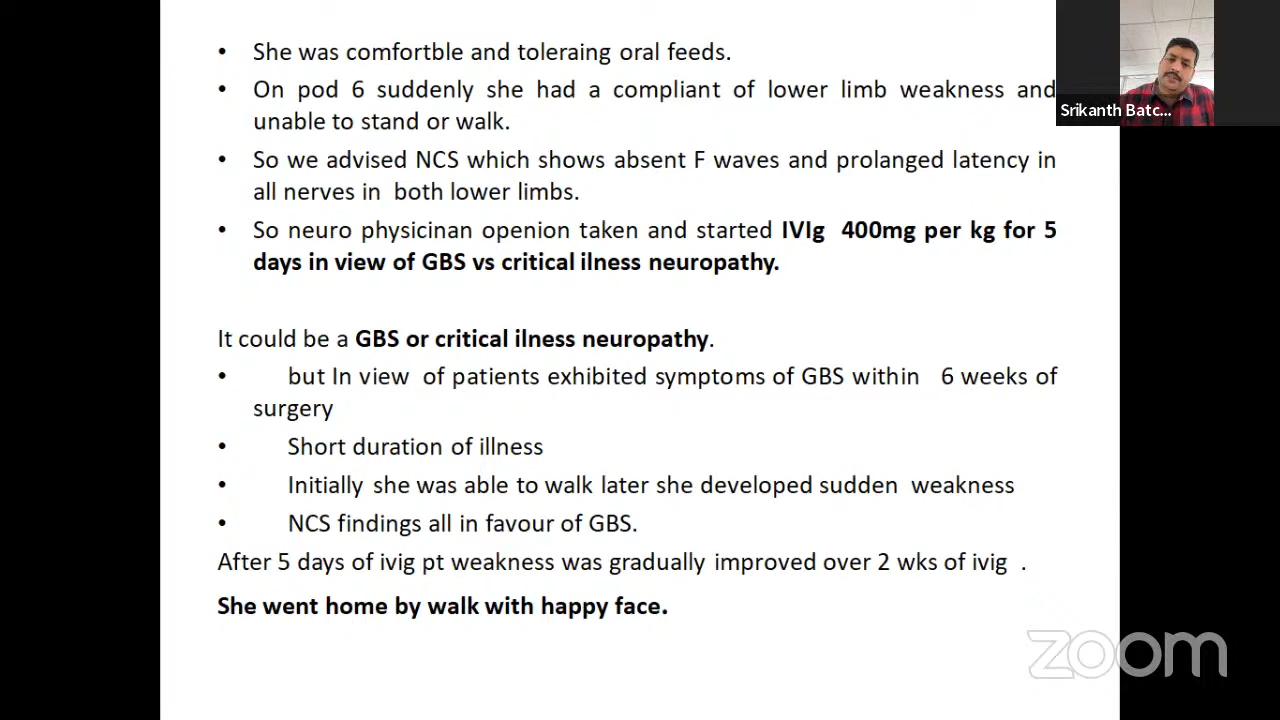 • She was comfortble and toleraing oral feeds.
• On pod 6 suddenly she had a compliant of lower limb weakness and
unable to stand or walk.
• So we advised NCS which shows absent F waves and prolanged latency in
all nerves in both lower limbs.
• So neuro physicinan openion taken and started IVIg 400mg per kg for 5
days in view of GBS vs critical ilness neuropathy.
It could be a GBS or critical ilness neuropathy.
• but In view of patients exhibited symptoms of GBS within 6 weeks of
surgery
• Short duration of illness
• Initially she was able to walk later she developed sudden weakness
• NCS findings all in favour of GBS.
After 5 days of ivig pt weakness was gradually improved over 2 wks of ivig .
She went home by walk with happy face.
Srikanth Batc...
zoom